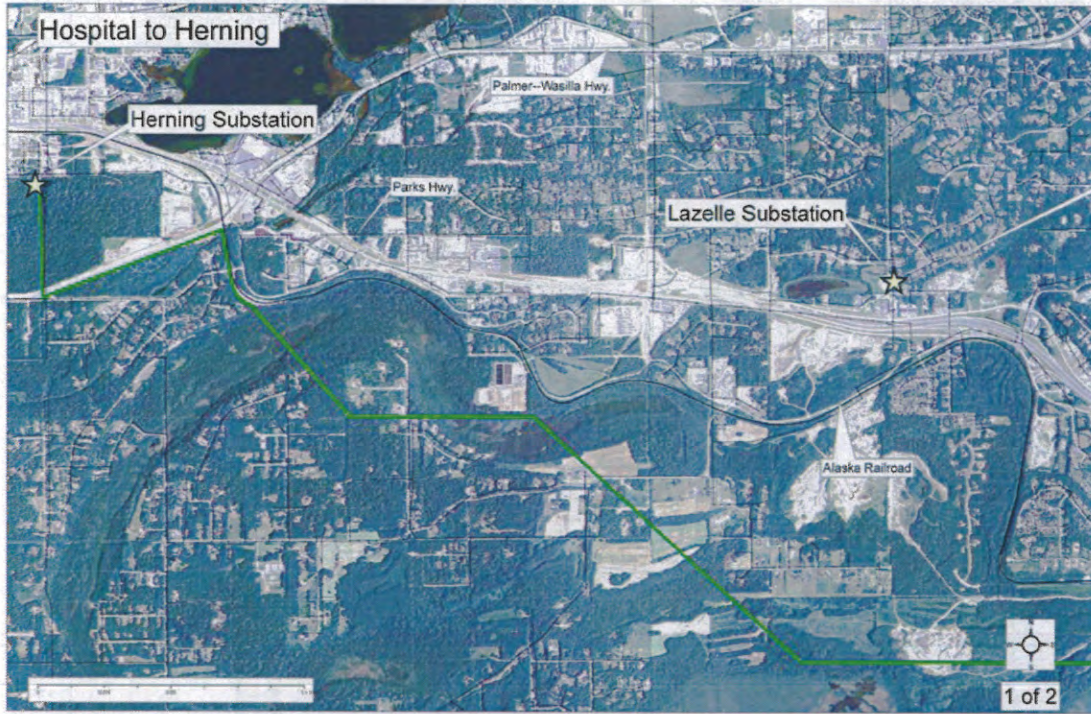 Hospital to Herning
Palmer--Wasilla Hwy.
Herning Substation
Parks Hwy.
Lazelle Substation
Alaska Railroad
1 of 2